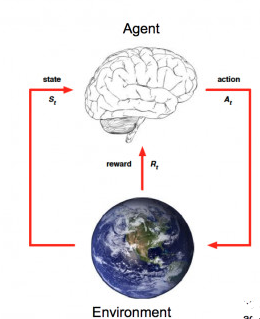 Agent
state
action
S_t
A_t
reward
R_t
Environment